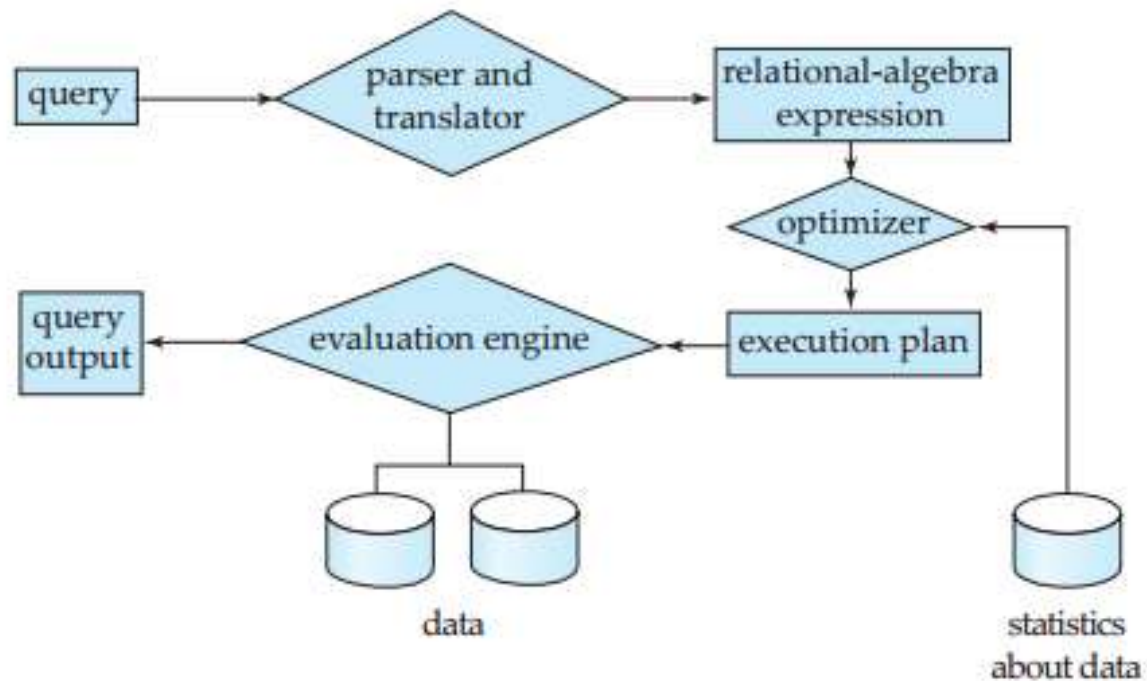 query
parser and
translator
relational-algebra
expression
optimizer
query
output
evaluation engine
execution plan
data
statistics
about data